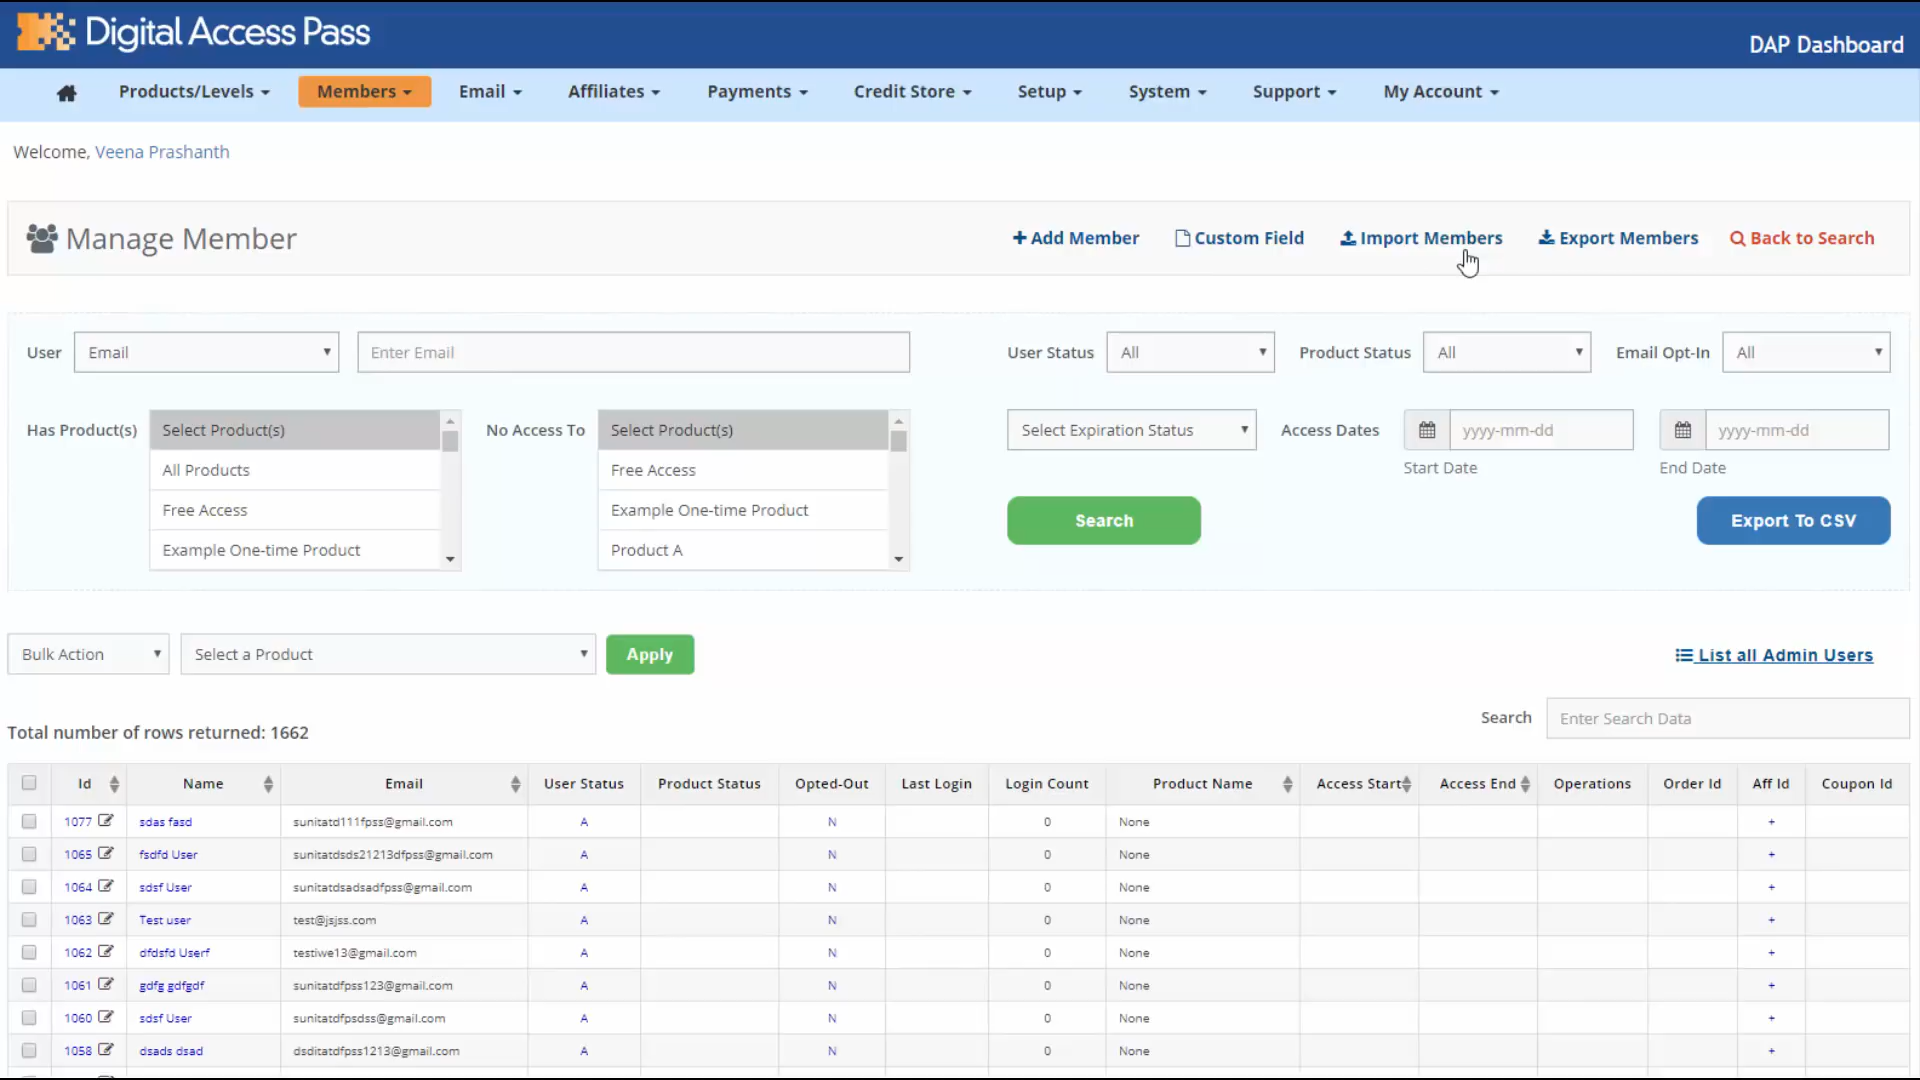 Digital Access Pass
DAP Dashboard
Products/Levels Members Email Affiliates Payments Credit Store Setup System Support My Account
Welcome, Veena Prashanth
Manage Member
+ Add Member Custom Field Import Members Export Members Back to Search
User Email Enter Email User Status All Product Status All Email Opt-In All
Has Product(s) Select Product(s) No Access To Select Product(s) Select Expiration Status Access Dates yyyy-mm-dd yyyy-mm-dd
All Products Free Access Start Date End Date
Free Access Example One-time Product Search Export To CSV
Example One-time Product Product A
Bulk Action Select a Product Apply List all Admin Users
Search Enter Search Data
Total number of rows returned: 1662
Id Name Email User Status Product Status Opted-Out Last Login Login Count Product Name Access Start Access End Operations Order Id Aff Id Coupon Id
1077 sdas fasd sunitatd111fpss@gmail.com A N 0 None +
1065 fsdfd User sunitatdsds21213dfpss@gmail.com A N 0 None +
1064 sdsf User sunitatdsadsadfpss@gmail.com A N 0 None +
1063 Test user test@jsjss.com A N 0 None +
1062 dfdsfd Userf testiwe13@gmail.com A N 0 None +
1061 gdfg gdfgdf sunitatdfpss123@gmail.com A N 0 None +
1060 sdsf User sunitatdfpsdss@gmail.com A N 0 None +
1058 dsads dsad dsditatdfpss1213@gmail.com A N 0 None +